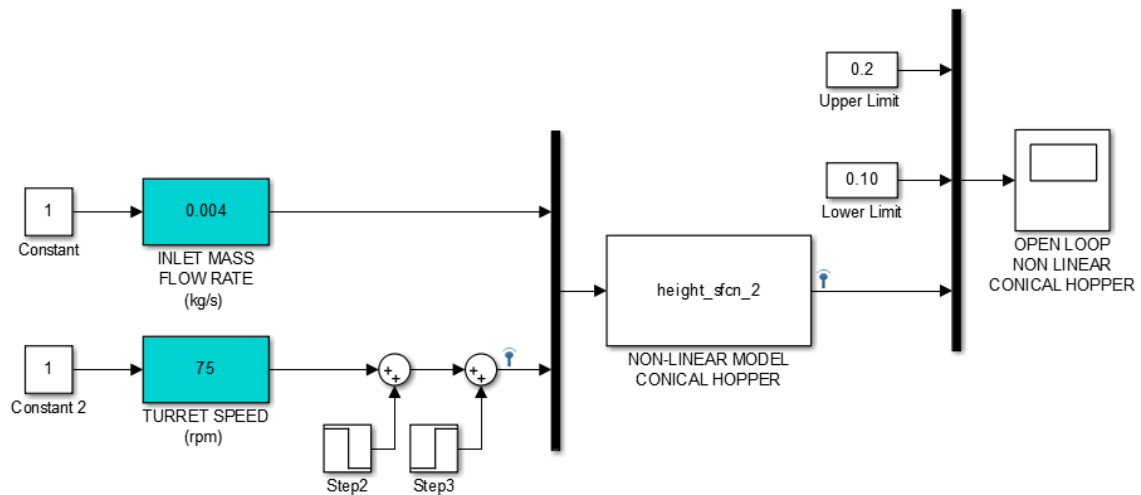 0.2
Upper Limit
0.10
Lower Limit
1
Constant
0.004
INLET MASS
FLOW RATE
(kg/s)
height_sfcn_2
NON-LINEAR MODEL
CONICAL HOPPER
OPEN LOOP
NON LINEAR
CONICAL HOPPER
1
Constant 2
75
TURRET SPEED
(rpm)
Step2
Step3